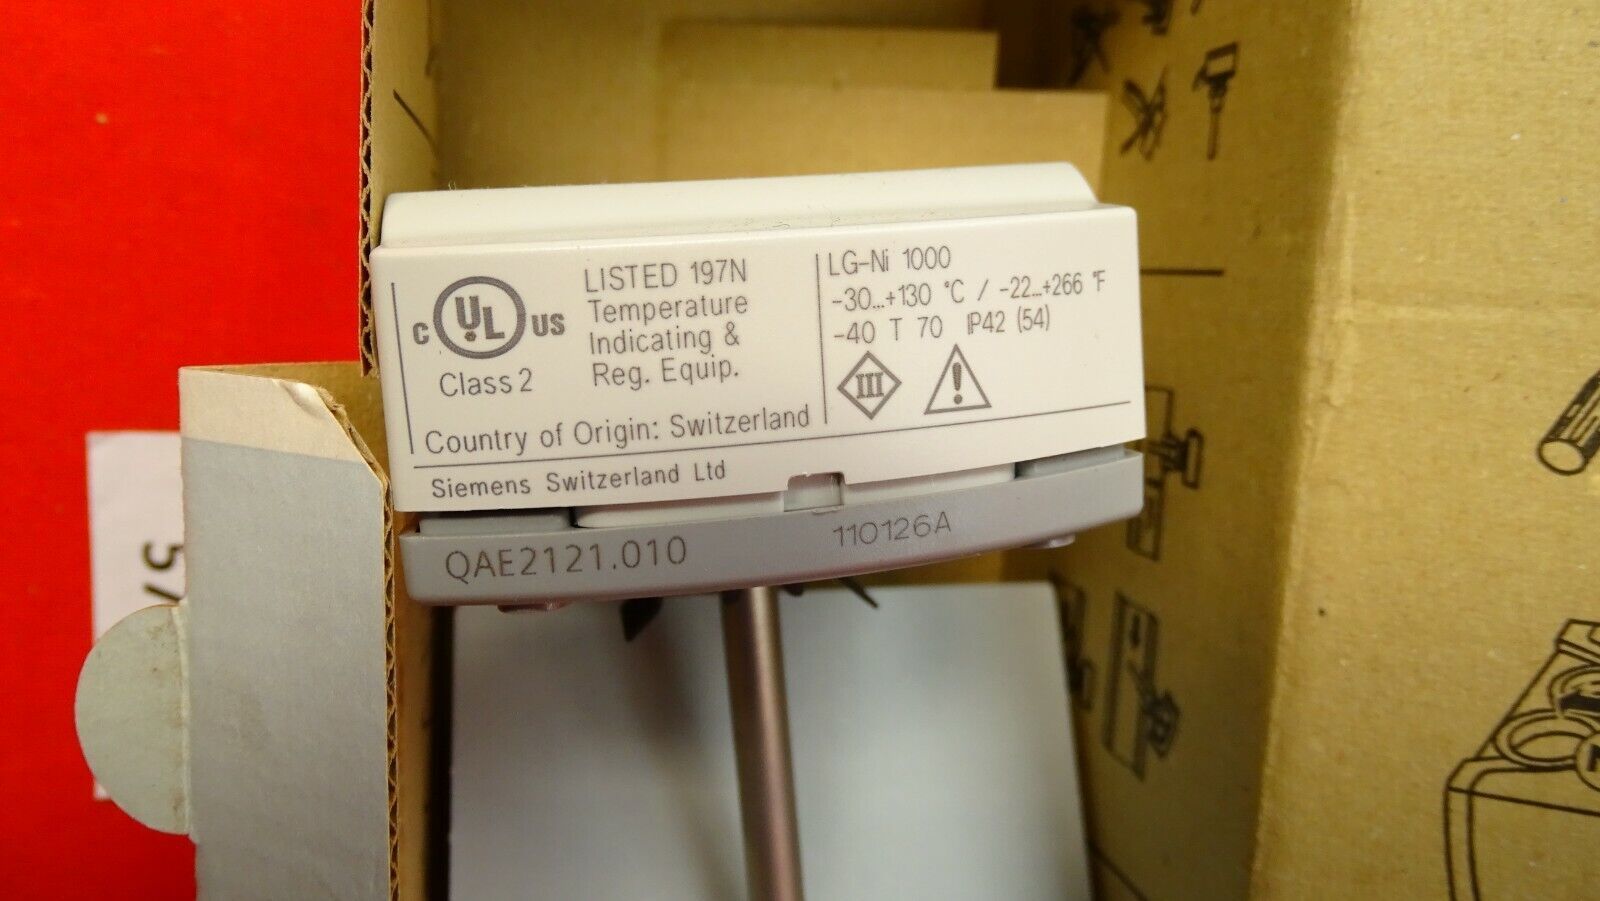 c UL US
Class 2
LISTED 197N
Temperature
Indicating &
Reg. Equip.
Country of Origin: Switzerland
LG-Ni 1000
-30...+130 °C / -22...+266 °F
-40 T 70 IP42 (54)
III
!
Siemens Switzerland Ltd
QAE2121.010
110126A